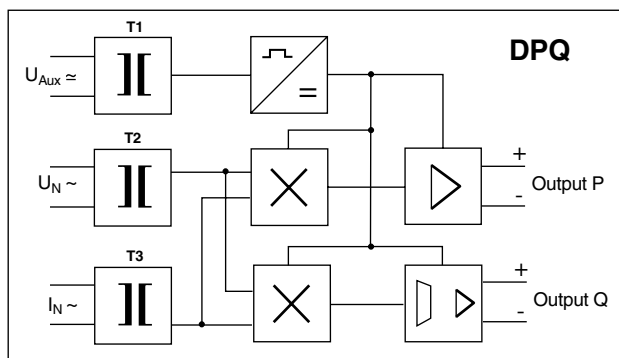 T1
DPQ
U_Aux ≃
T2
U_N ~
+
-
Output P
T3
I_N ~
+
-
Output Q